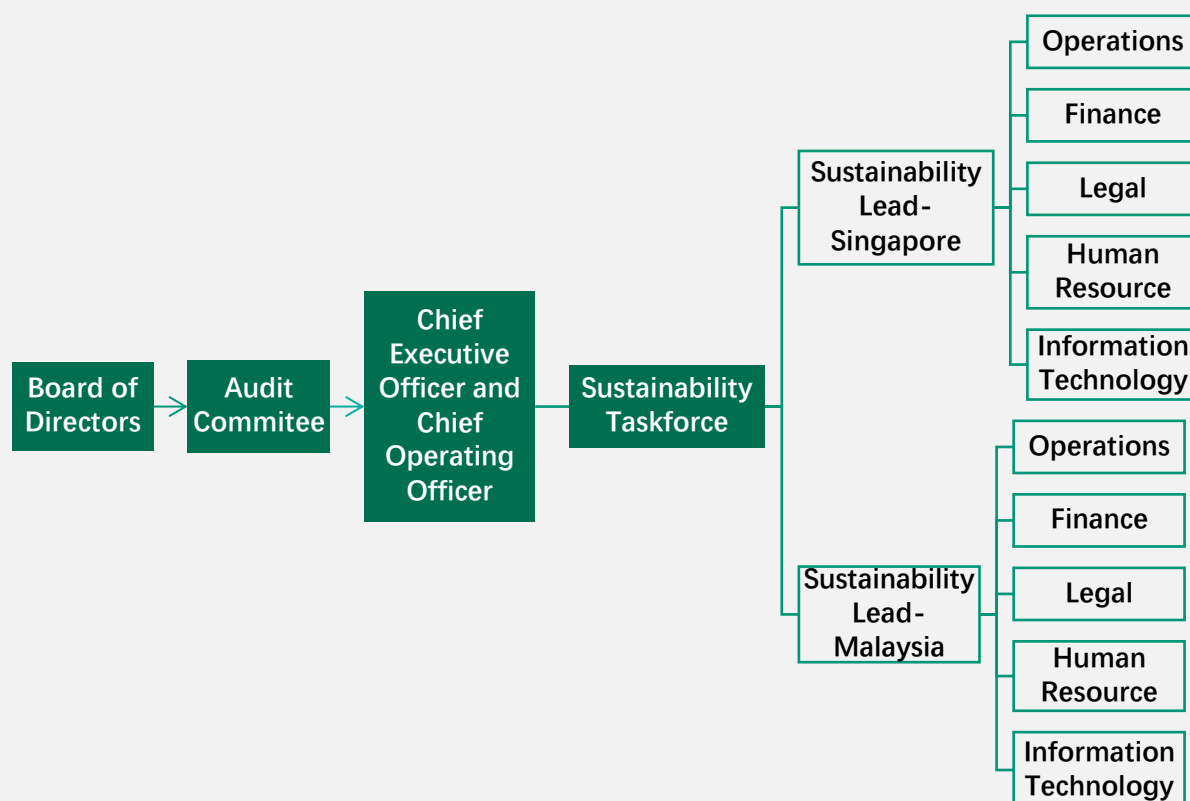 Board of
Directors
Audit
Commitee
Chief
Executive
Officer and
Chief
Operating
Officer
Sustainability
Taskforce
Sustainability
Lead-
Singapore
Operations
Finance
Legal
Human
Resource
Information
Technology
Sustainability
Lead-
Malaysia
Operations
Finance
Legal
Human
Resource
Information
Technology